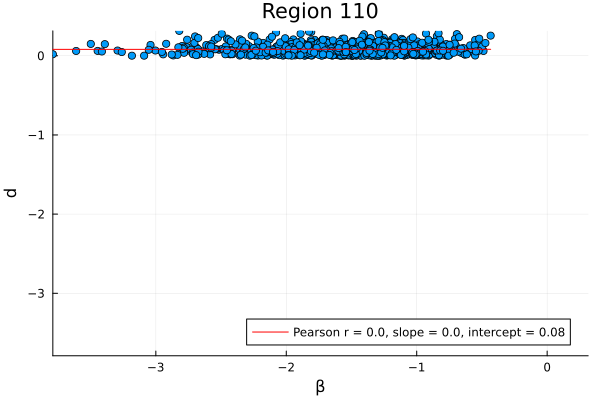 Region 110
d
0
−1
−2
−3
Pearson r = 0.0, slope = 0.0, intercept = 0.08
−3
−2
−1
0
β